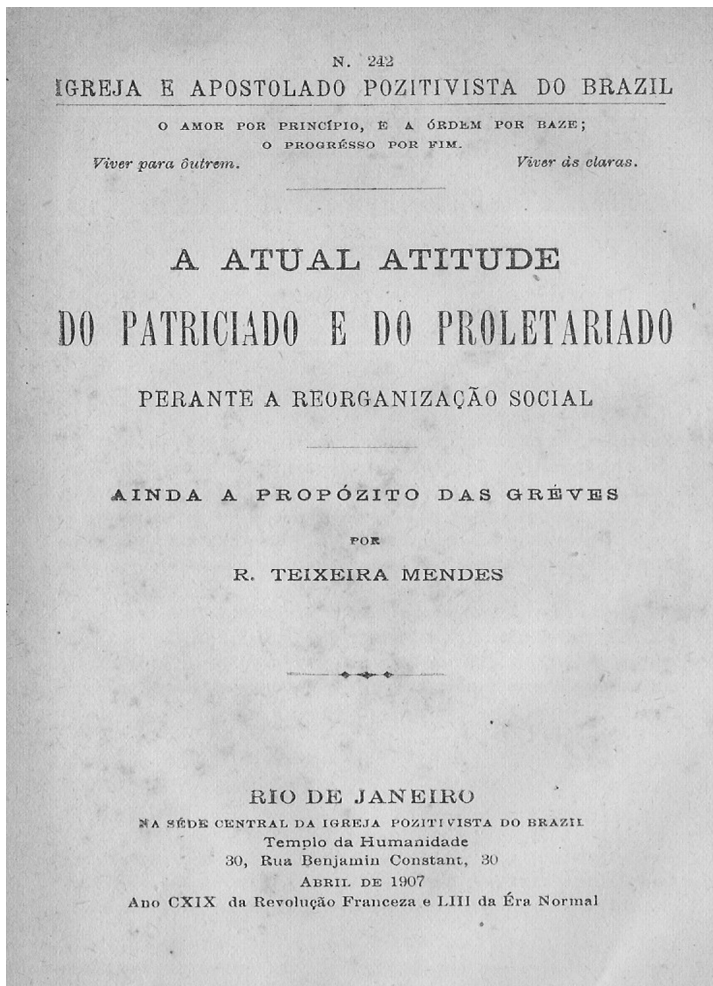 N. 242
IGREJA E APOSTOLADO POZITIVISTA DO BRAZIL
O AMOR POR PRINCÍPIO, E A ÓRDEM POR BAZE;
O PROGRÉSSO POR FIM.
Viver para ôutrem. Viver ás claras.
A ATUAL ATITUDE
DO PATRICIADO E DO PROLETARIADO
PERANTE A REORGANIZAÇÃO SOCIAL
AINDA A PROPÓZITO DAS GRÉVES
POR
R. TEIXEIRA MENDES
RIO DE JANEIRO
NA SÉDE CENTRAL DA IGREJA POZITIVISTA DO BRAZIL
Templo da Humanidade
30, Rua Benjamin Constant, 30
ABRIL DE 1907
Ano CXIX da Revolução Franceza e LIII da Éra Normal